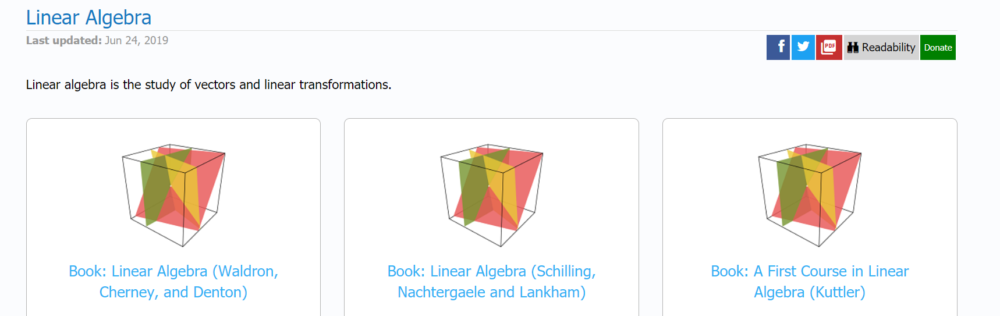 Linear Algebra
Last updated: Jun 24, 2019
f PDF Readability Donate
Linear algebra is the study of vectors and linear transformations.
Book: Linear Algebra (Waldron,
Cherney, and Denton)
Book: Linear Algebra (Schilling,
Nachtergaele and Lankham)
Book: A First Course in Linear
Algebra (Kuttler)